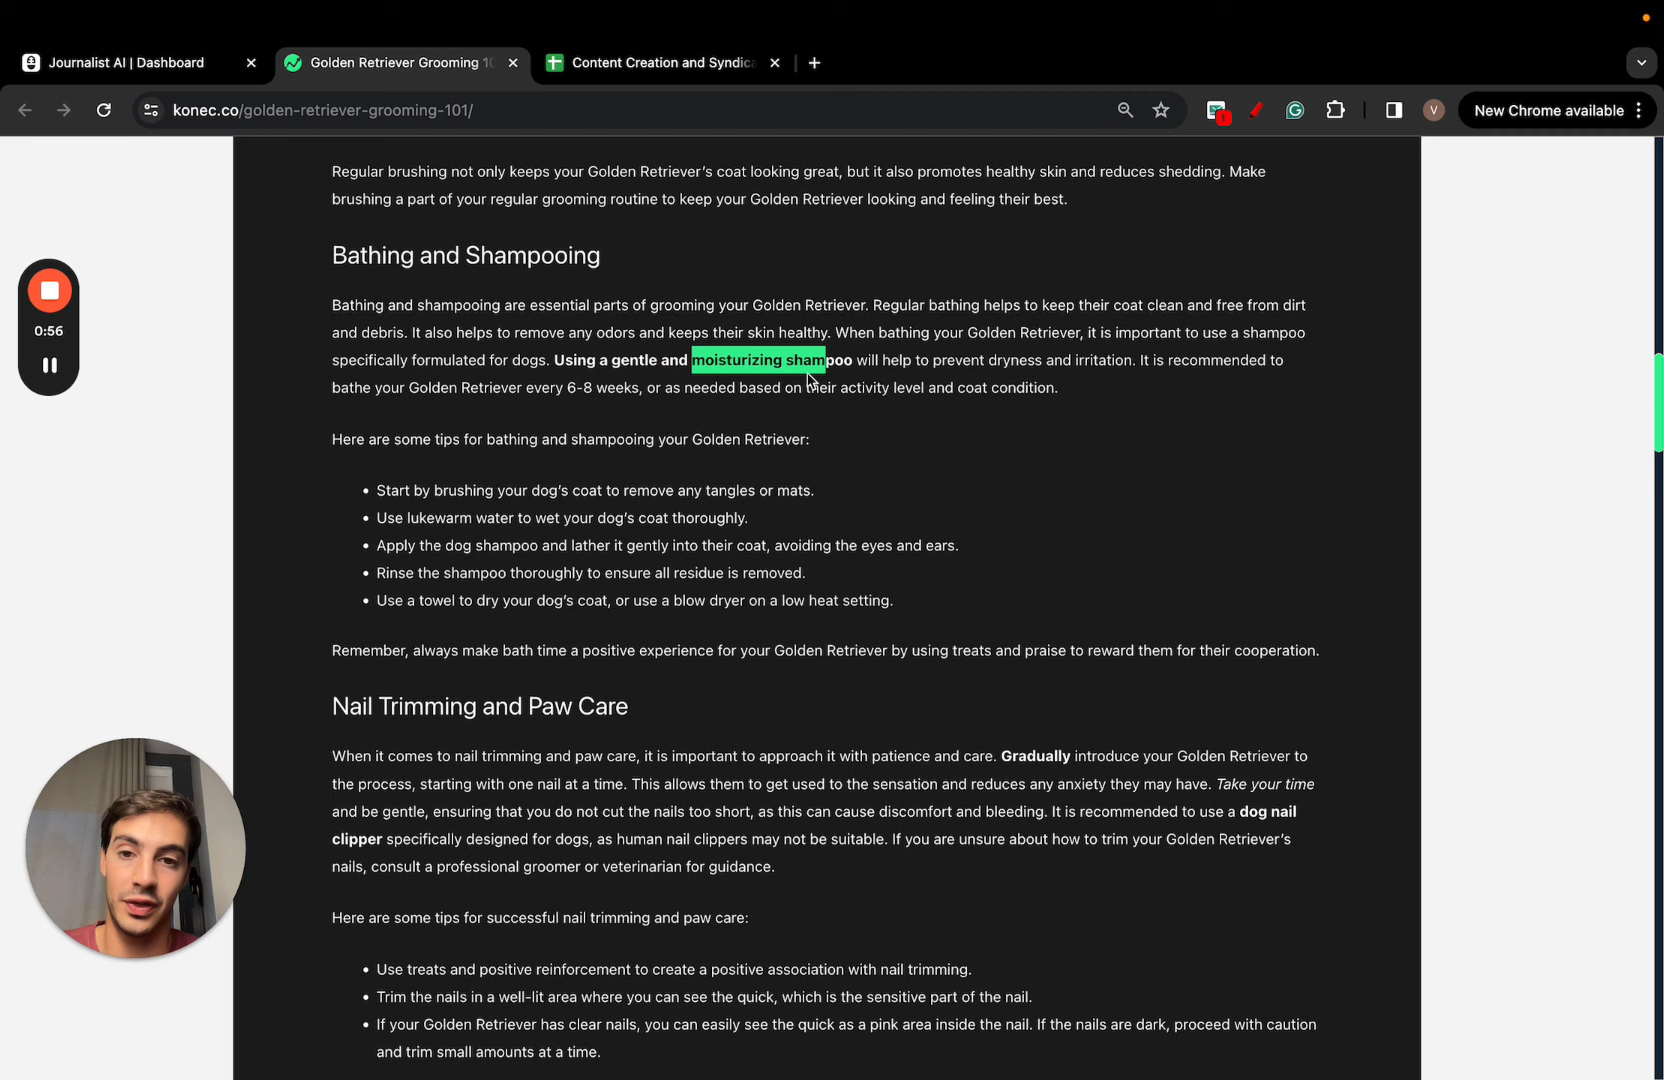 Journalist AI | Dashboard
Golden Retriever Grooming 10
Content Creation and Syndica
konec.co/golden-retriever-grooming-101/
1
V
New Chrome available
Regular brushing not only keeps your Golden Retriever's coat looking great, but it also promotes healthy skin and reduces shedding. Make
brushing a part of your regular grooming routine to keep your Golden Retriever looking and feeling their best.
Bathing and Shampooing
Bathing and shampooing are essential parts of grooming your Golden Retriever. Regular bathing helps to keep their coat clean and free from dirt
and debris. It also helps to remove any odors and keeps their skin healthy. When bathing your Golden Retriever, it is important to use a shampoo
specifically formulated for dogs. Using a gentle and moisturizing shampoo will help to prevent dryness and irritation. It is recommended to
bathe your Golden Retriever every 6-8 weeks, or as needed based on their activity level and coat condition.
0:56
Here are some tips for bathing and shampooing your Golden Retriever:
• Start by brushing your dog's coat to remove any tangles or mats.
• Use lukewarm water to wet your dog's coat thoroughly.
• Apply the dog shampoo and lather it gently into their coat, avoiding the eyes and ears.
• Rinse the shampoo thoroughly to ensure all residue is removed.
• Use a towel to dry your dog's coat, or use a blow dryer on a low heat setting.
Remember, always make bath time a positive experience for your Golden Retriever by using treats and praise to reward them for their cooperation.
Nail Trimming and Paw Care
When it comes to nail trimming and paw care, it is important to approach it with patience and care. Gradually introduce your Golden Retriever to
the process, starting with one nail at a time. This allows them to get used to the sensation and reduces any anxiety they may have. Take your time
and be gentle, ensuring that you do not cut the nails too short, as this can cause discomfort and bleeding. It is recommended to use a dog nail
clipper specifically designed for dogs, as human nail clippers may not be suitable. If you are unsure about how to trim your Golden Retriever's
nails, consult a professional groomer or veterinarian for guidance.
Here are some tips for successful nail trimming and paw care:
• Use treats and positive reinforcement to create a positive association with nail trimming.
• Trim the nails in a well-lit area where you can see the quick, which is the sensitive part of the nail.
• If your Golden Retriever has clear nails, you can easily see the quick as a pink area inside the nail. If the nails are dark, proceed with caution
and trim small amounts at a time.